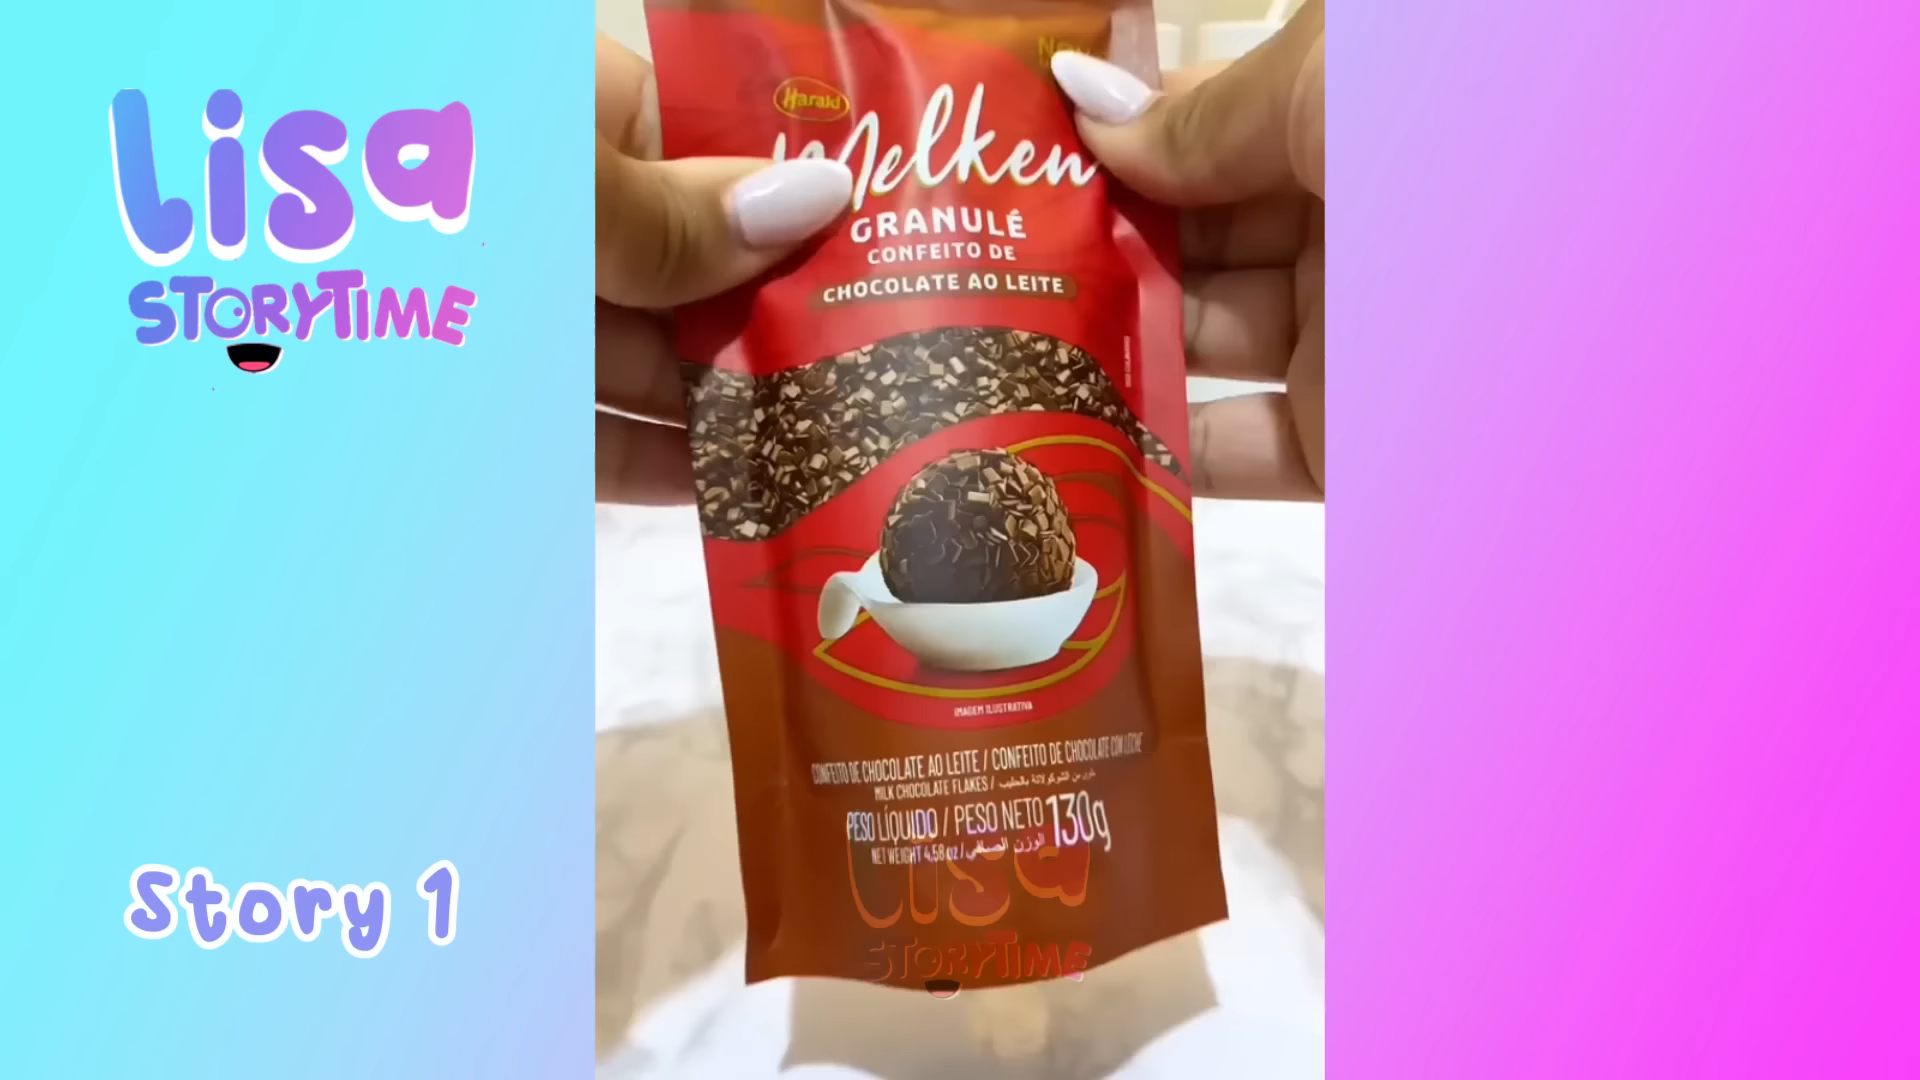 Lisa
STORYTIME
Story 1
Harald
Melken
GRANULÉ
CONFEITO DE
CHOCOLATE AO LEITE
IMAGEM ILUSTRATIVA
CONFEITO DE CHOCOLATE AO LEITE / CONFEITO DE CHOCOLATE CON LECHE
MILK CHOCOLATE FLAKES /
PESO LÍQUIDO / PESO NETO 130g
NET WEIGHT 4.58 oz / الوزن الصافي
Lisa
STORYTIME